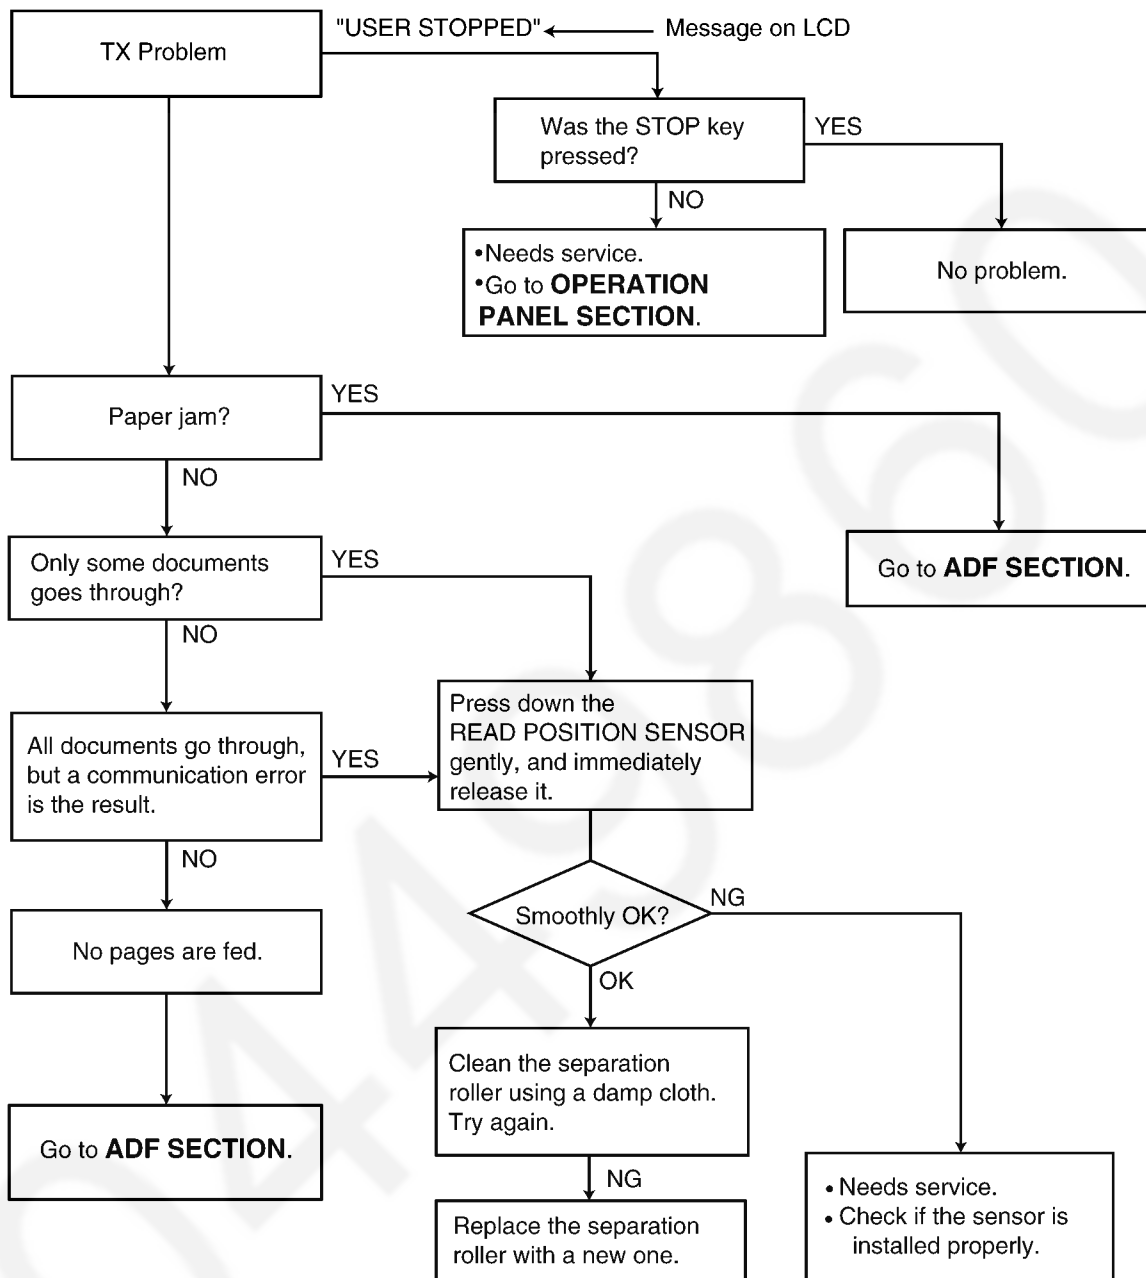 TX Problem
"USER STOPPED"
Message on LCD
Was the STOP key
pressed?
YES
NO
•Needs service.
•Go to OPERATION
PANEL SECTION.
No problem.
Paper jam?
YES
NO
Only some documents
goes through?
YES
NO
Go to ADF SECTION.
All documents go through,
but a communication error
is the result.
YES
NO
Press down the
READ POSITION SENSOR
gently, and immediately
release it.
Smoothly OK?
NG
OK
No pages are fed.
Clean the separation
roller using a damp cloth.
Try again.
NG
Go to ADF SECTION.
Replace the separation
roller with a new one.
• Needs service.
• Check if the sensor is
installed properly.
0449860